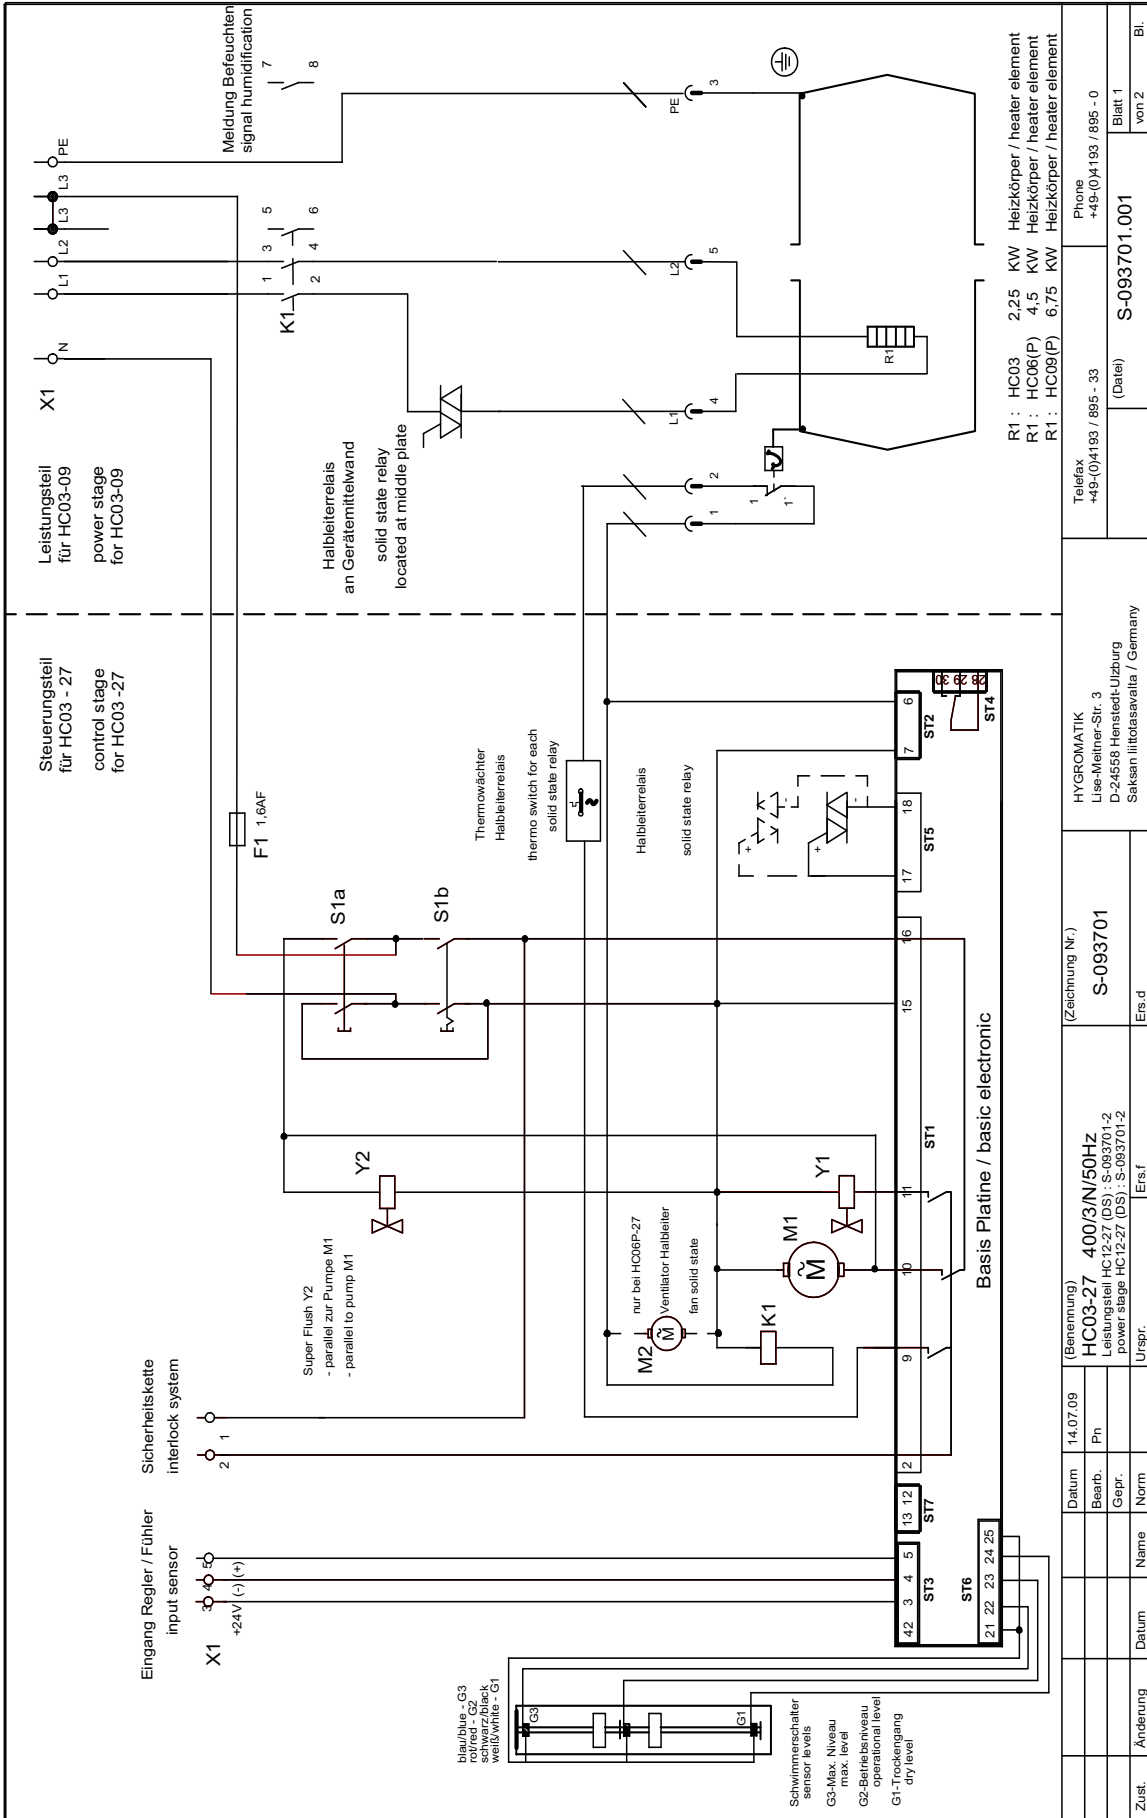 Eingang Regler / Fühler
input sensor
X1
3
4
5
+24V (-) (+)
Sicherheitskette
interlock system
2
1
Steuerungsteil
für HC03 - 27
control stage
for HC03 -27
Leistungsteil
für HC03-09
power stage
for HC03-09
X1
N
L1
L2
L3
L3
PE
Meldung Befeuchten
signal humidification
7
8
K1
1
3
5
2
4
6
F1 1,6AF
S1a
S1b
Halbleiterrelais
an Gerätemittelwand
solid state relay
located at middle plate
Super Flush Y2
- parallel zur Pumpe M1
- parallel to pump M1
Y2
Thermowächter
Halbleiterrelais
thermo switch for each
solid state relay
Halbleiterrelais
solid state relay
+
+
nur bei HC06P-27
Ventilator Halbleiter
fan solid state
M2
M
~
K1
M1
M
~
Y1
L1
L2
PE
1
2
4
5
3
1
1'
R1
blau/blue - G3
rot/red - G2
schwarz/black
weiß/white - G1
G3
G1
Schwimmerschalter
sensor levels
G3-Max. Niveau
max. level
G2-Betriebsniveau
operational level
G1-Trockengang
dry level
42 3 4 5
ST3
13 12
ST7
2 9 10 11 15 16
ST1
17 18
ST5
7 6
ST2
28 29 30
ST4
ST6
21 22 23 24 25
Basis Platine / basic electronic
R1 : HC03 2,25 KW Heizkörper / heater element
R1 : HC06(P) 4,5 KW Heizkörper / heater element
R1 : HC09(P) 6,75 KW Heizkörper / heater element
Zust.
Änderung
Datum
Name
Datum 14.07.09
Bearb. Pn
Gepr.
Norm
(Benennung)
HC03-27 400/3/N/50Hz
Leistungsteil HC12-27 (DS) : S-093701-2
power stage HC12-27 (DS) : S-093701-2
Urspr.
Ers.f
Ers.d
(Zeichnung Nr.)
S-093701
HYGROMATIK
Lise-Meitner-Str. 3
D-24558 Henstedt-Ulzburg
Saksan liittotasavalta / Germany
Telefax
+49-(0)4193 / 895 - 33
Phone
+49-(0)4193 / 895 - 0
(Datei)
S-093701.001
Blatt 1
von 2 Bl.